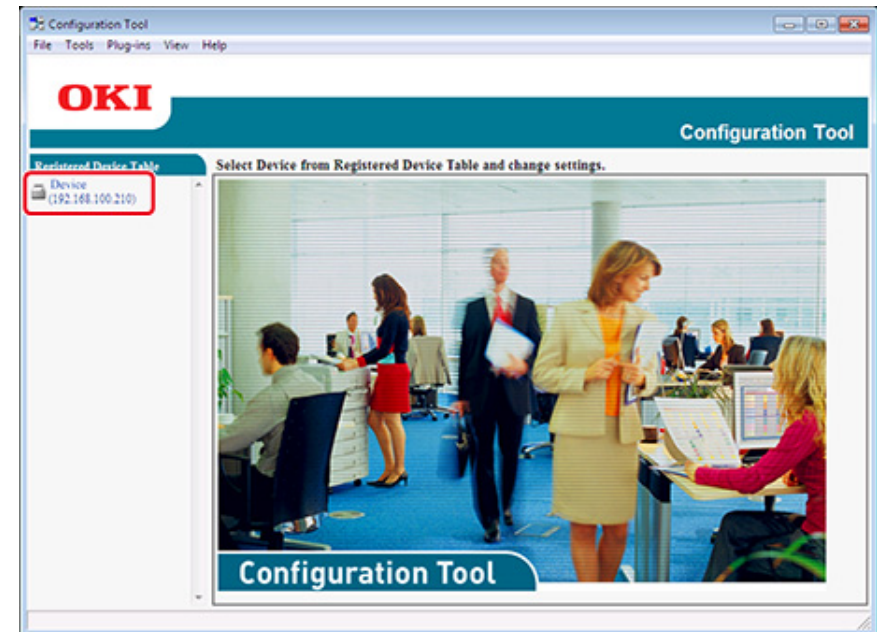 Configuration Tool
File Tools Plug-ins View Help
OKI
Configuration Tool
Registered Device Table
Select Device from Registered Device Table and change settings.
Device
(192.168.100.210)
Configuration Tool